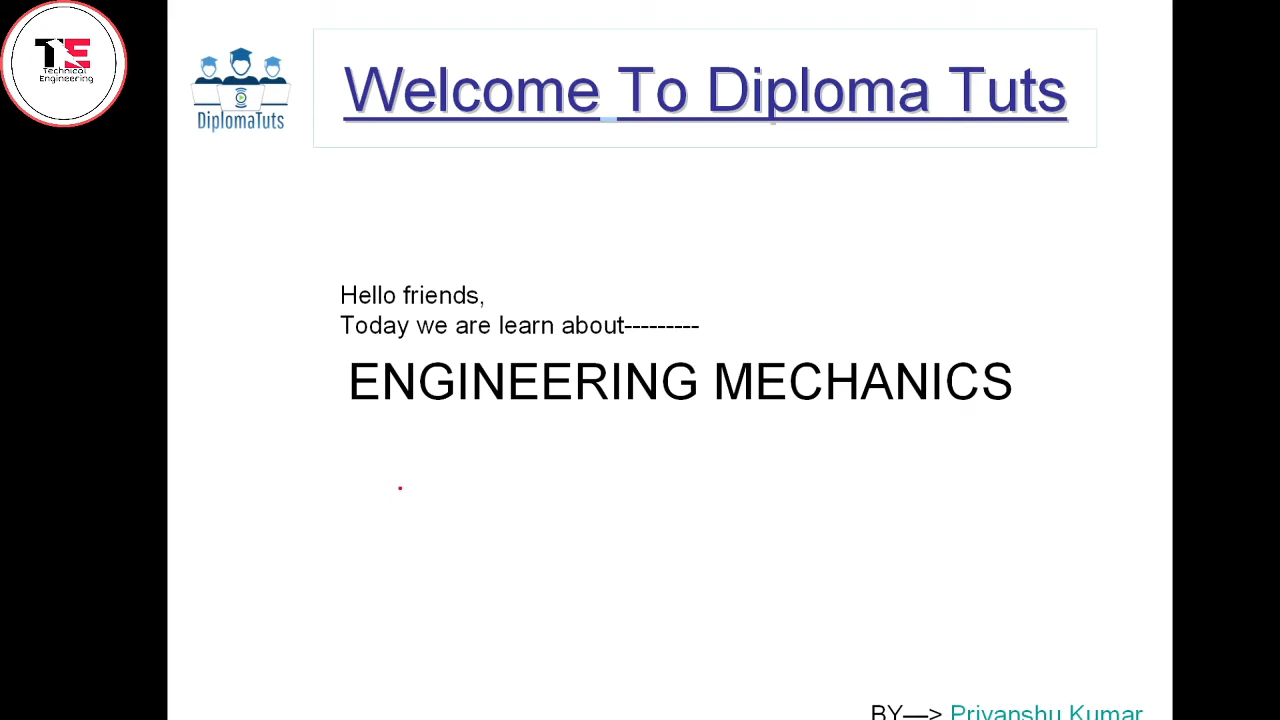 TE
Technical
Engineering
DiplomaTuts
Welcome To Diploma Tuts
Hello friends,
Today we are learn about---------
ENGINEERING MECHANICS
BY—> Priyanshu Kumar